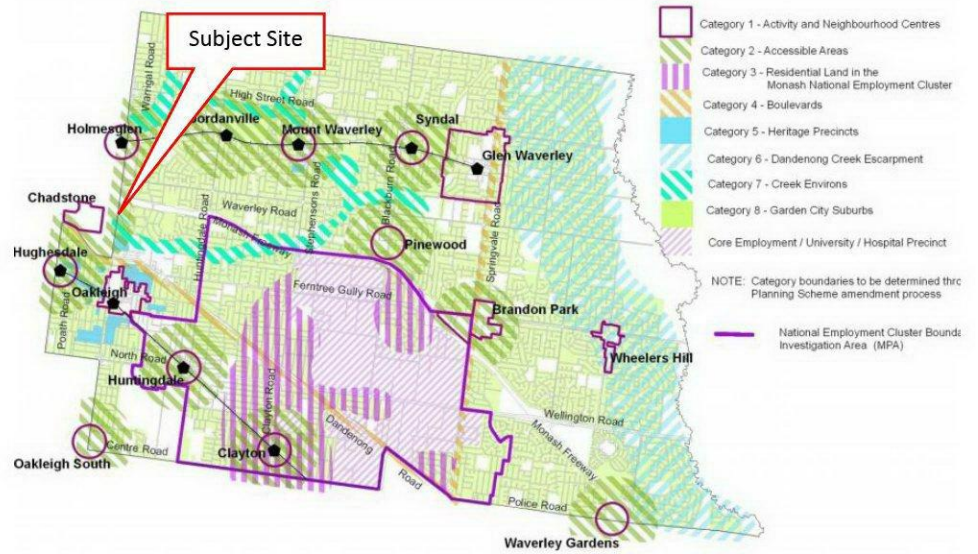 Subject Site
Warrigal Road
High Street Road
Holmesglen
Jordanville
Mount Waverley
Syndal
Glen Waverley
Chadstone
Waverley Road
Huntingdale Road
Monash Freeway
Stephensons Road
Blackburn Road
Springvale Road
Hughesdale
Pinewood
Oakleigh
Ferntree Gully Road
Brandon Park
Poath Road
North Road
Huntingdale
Wheelers Hill
Clayton Road
Wellington Road
Monash Freeway
Dandenong
Road
Centre Road
Oakleigh South
Clayton
Police Road
Waverley Gardens
Category 1 - Activity and Neighbourhood Centres
Category 2 - Accessible Areas
Category 3 - Residential Land in the
Monash National Employment Cluster
Category 4 - Boulevards
Category 5 - Heritage Precincts
Category 6 - Dandenong Creek Escarpment
Category 7 - Creek Environs
Category 8 - Garden City Suburbs
Core Employment / University / Hospital Precinct
NOTE: Category boundaries to be determined thrc
Planning Scheme amendment process
National Employment Cluster Bounda
Investigation Area (MPA)